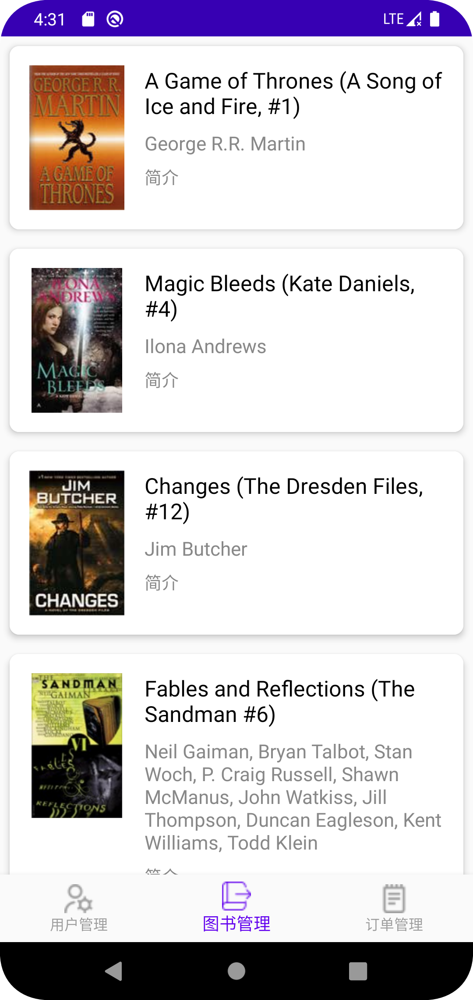 4:31
LTE
GEORGE R. R.
MARTIN
A GAME OF
THRONES
A Game of Thrones (A Song of
Ice and Fire, #1)
George R.R. Martin
简介
ILONA
ANDREWS
MAGIC
BLEEDS
Magic Bleeds (Kate Daniels,
#4)
Ilona Andrews
简介
JIM
BUTCHER
CHANGES
Changes (The Dresden Files,
#12)
Jim Butcher
简介
THE
SANDMAN
NEIL GAIMAN
VI
FABLES
REFLECTIONS
Fables and Reflections (The
Sandman #6)
Neil Gaiman, Bryan Talbot, Stan
Woch, P. Craig Russell, Shawn
McManus, John Watkiss, Jill
Thompson, Duncan Eagleson, Kent
Williams, Todd Klein
简介
用户管理
图书管理
订单管理